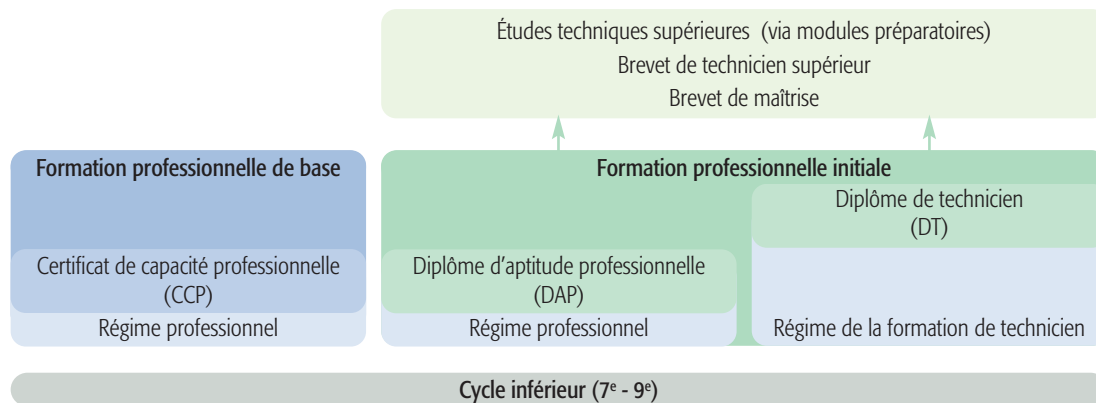 Études techniques supérieures (via modules préparatoires)
Brevet de technicien supérieur
Brevet de maîtrise
Formation professionnelle de base
Formation professionnelle initiale
Diplôme de technicien
(DT)
Certificat de capacité professionnelle
(CCP)
Diplôme d'aptitude professionnelle
(DAP)
Régime professionnel
Régime professionnel
Régime de la formation de technicien
Cycle inférieur (7e - 9e)